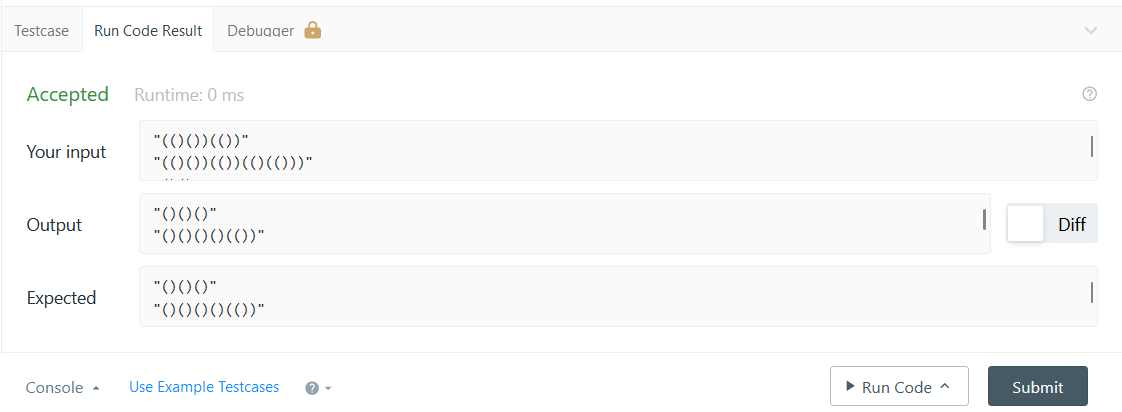 Testcase Run Code Result Debugger
Accepted Runtime: 0 ms
Your input
"(()())(())"
"(()())(())(()(()))"
Output
"()()()"
"()()()()(())"
Diff
Expected
"()()()"
"()()()()(())"
Console Use Example Testcases ? Run Code Submit